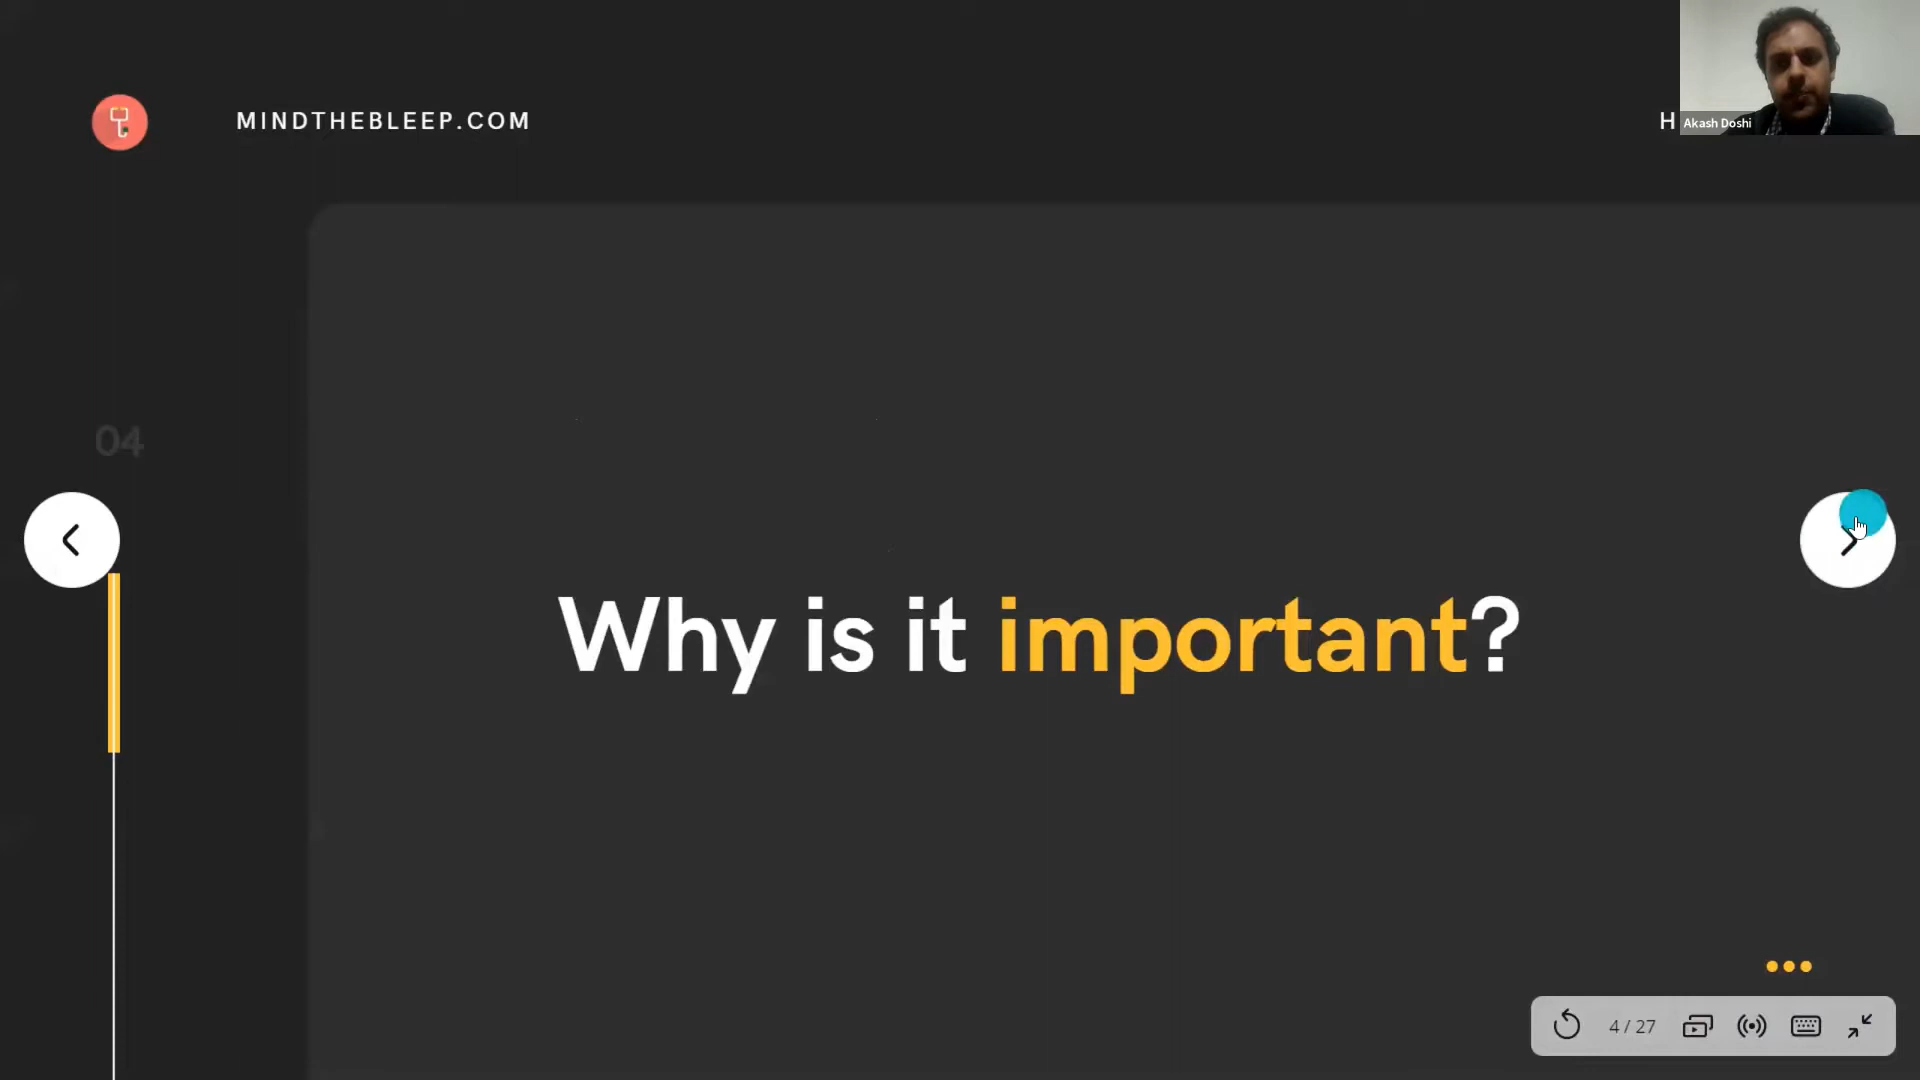 MINDTHEBLEEP.COM
H
Akash Doshi
04
Why is it important?
4 / 27